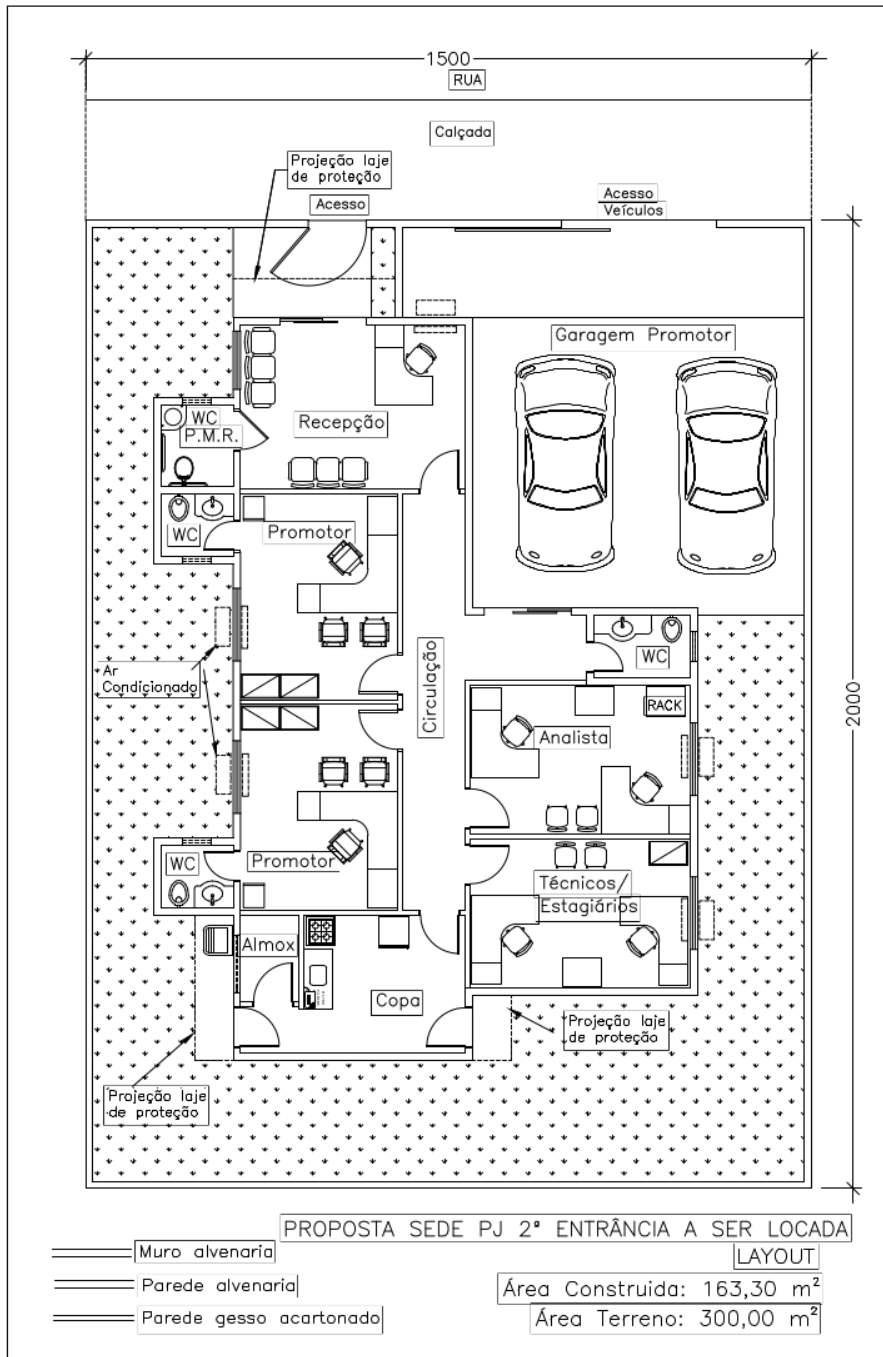 1500
RUA
Calçada
Projeção laje
de proteção
Acesso
Acesso
Veículos
Garagem Promotor
WC
P.M.R.
Recepção
WC
Promotor
Ar
Condicionado
Circulação
WC
2000
RACK
Analista
WC
Promotor
Técnicos/
Estagiários
Almox
Copa
Projeção laje
de proteção
Projeção laje
de proteção
PROPOSTA SEDE PJ 2ª ENTRÂNCIA A SER LOCADA
LAYOUT
Muro alvenaria
Parede alvenaria
Parede gesso acartonado
Área Construida: 163,30 m²
Área Terreno: 300,00 m²